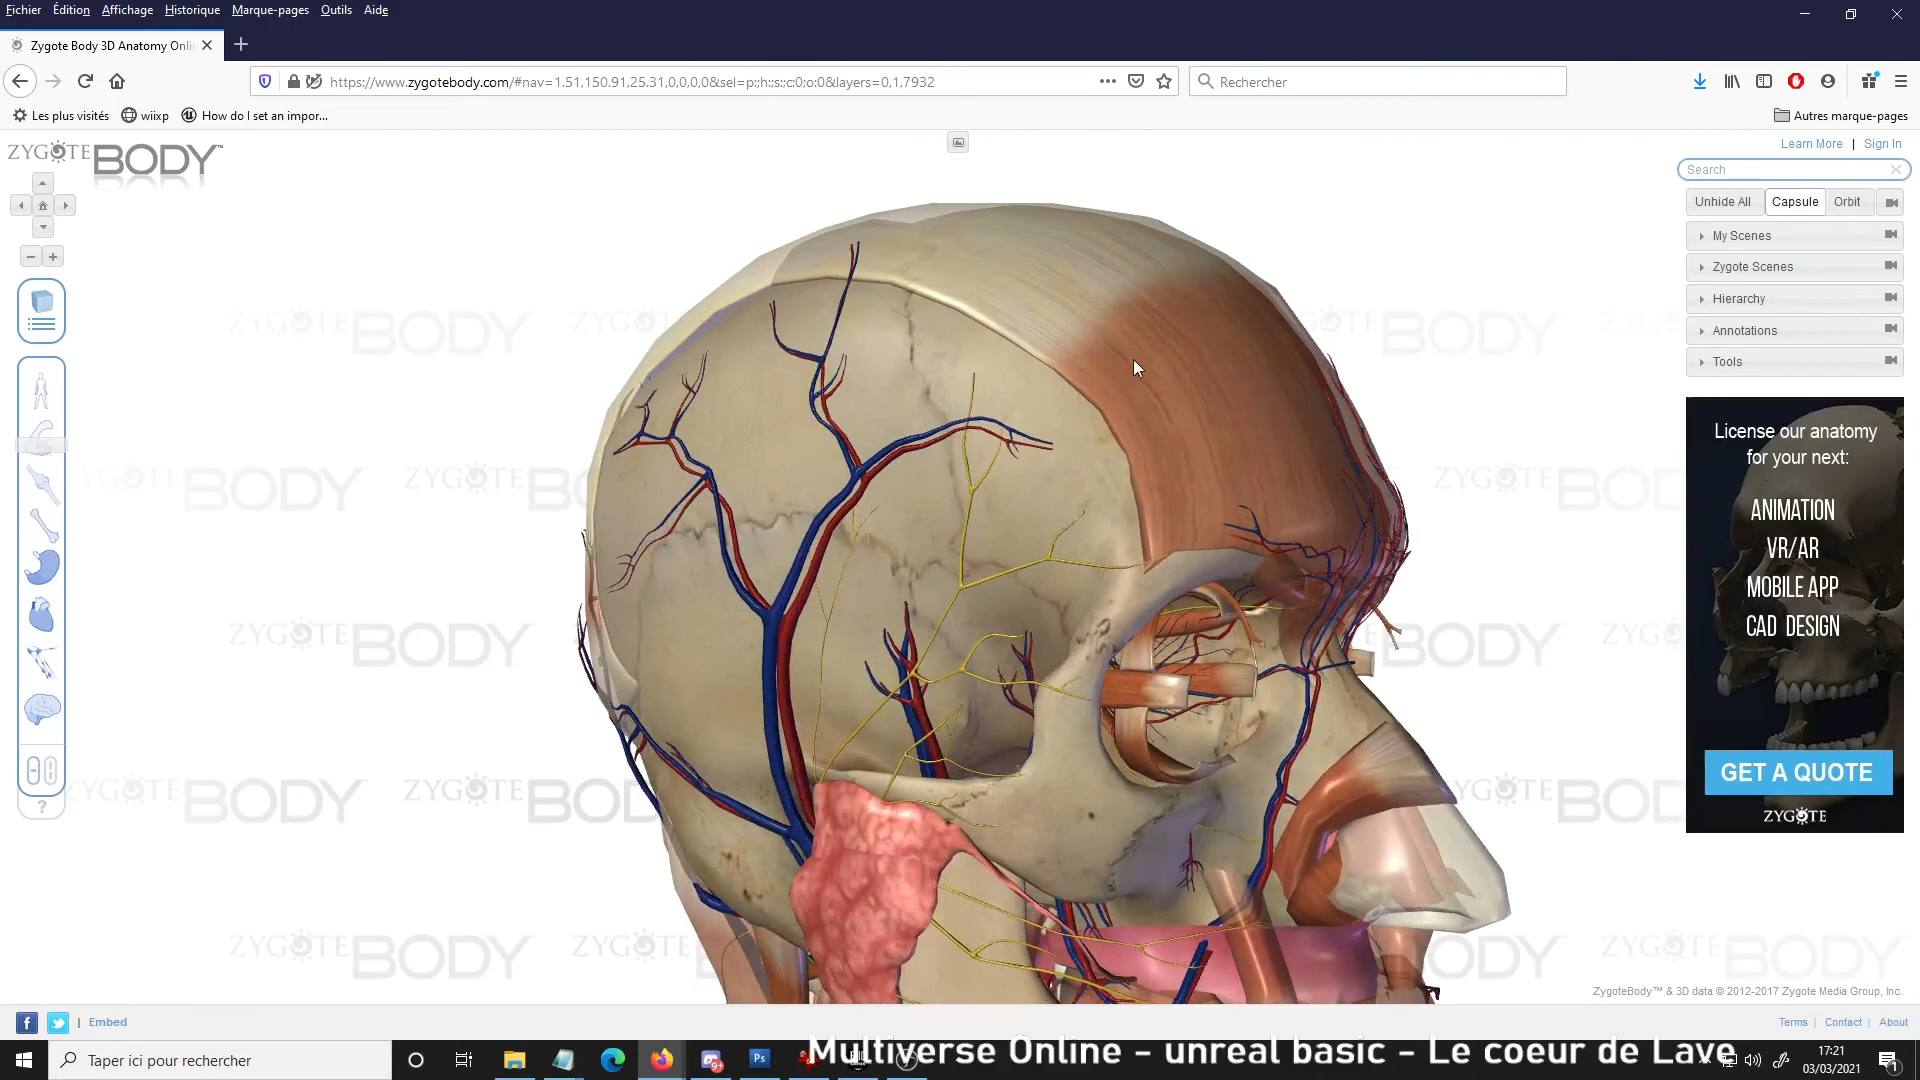 Fichier Édition Affichage Historique Marque-pages Outils Aide
Zygote Body 3D Anatomy Onli
https://www.zygotebody.com/#nav=1.51,150.91,25.31,0,0,0,0&sel=p:;h:;s:;c:0;o:0&layers=0,1,7932
Rechercher
Les plus visités wiixp How do I set an impor...
Autres marque-pages
ZYGOTE BODY™
Learn More | Sign In
Search
Unhide All Capsule Orbit
My Scenes
Zygote Scenes
Hierarchy
Annotations
Tools
License our anatomy
for your next:
ANIMATION
VR/AR
MOBILE APP
CAD DESIGN
GET A QUOTE
ZYGOTE
?
ZygoteBody™ & 3D data © 2012-2017 Zygote Media Group, Inc.
| Embed
Terms | Contact | About
Taper ici pour rechercher
Multiverse Online - unreal basic - Le coeur de Lave
17:21
03/03/2021